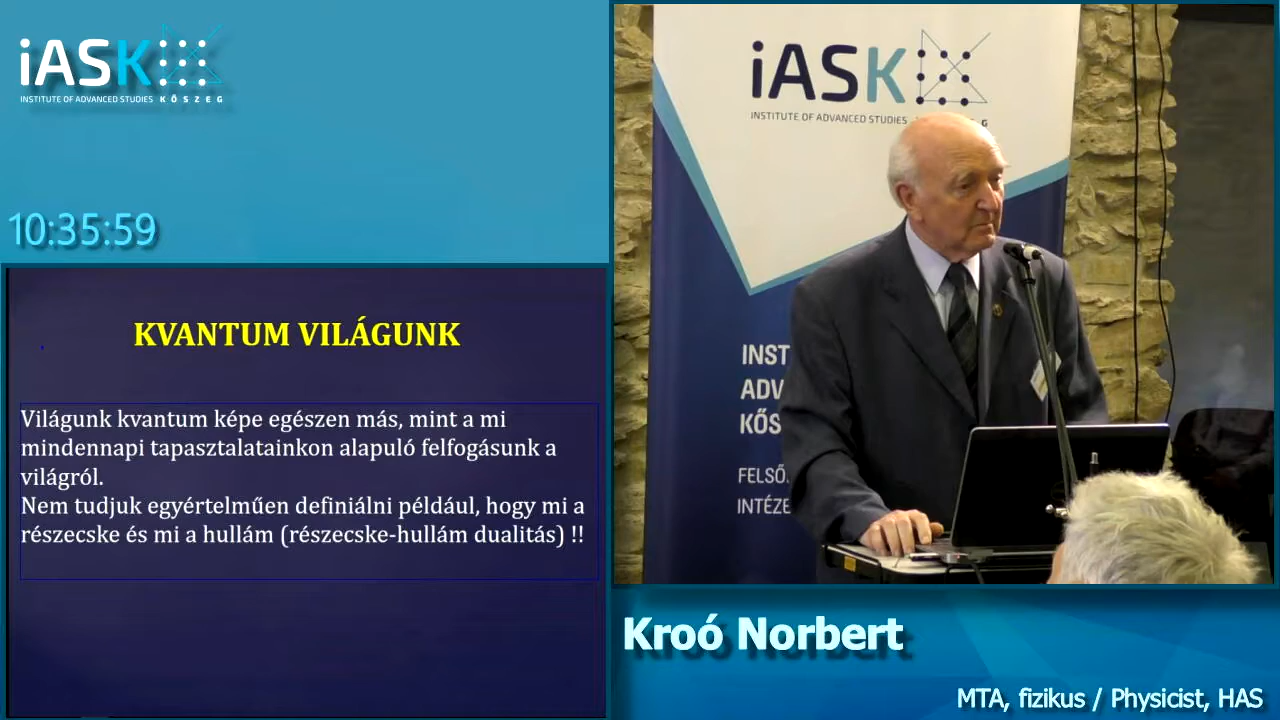 iASK
INSTITUTE OF ADVANCED STUDIES KŐSZEG
10:35:59
KVANTUM VILÁGUNK
Világunk kvantum képe egészen más, mint a mi
mindennapi tapasztalatainkon alapuló felfogásunk a
világról.
Nem tudjuk egyértelműen definiálni például, hogy mi a
részecske és mi a hullám (részecske-hullám dualitás) !!
iASK
INSTITUTE OF ADVANCED STUDIES
INST
ADV
KŐS
FELSŐ
INTÉZE
Kroó Norbert
MTA, fizikus / Physicist, HAS